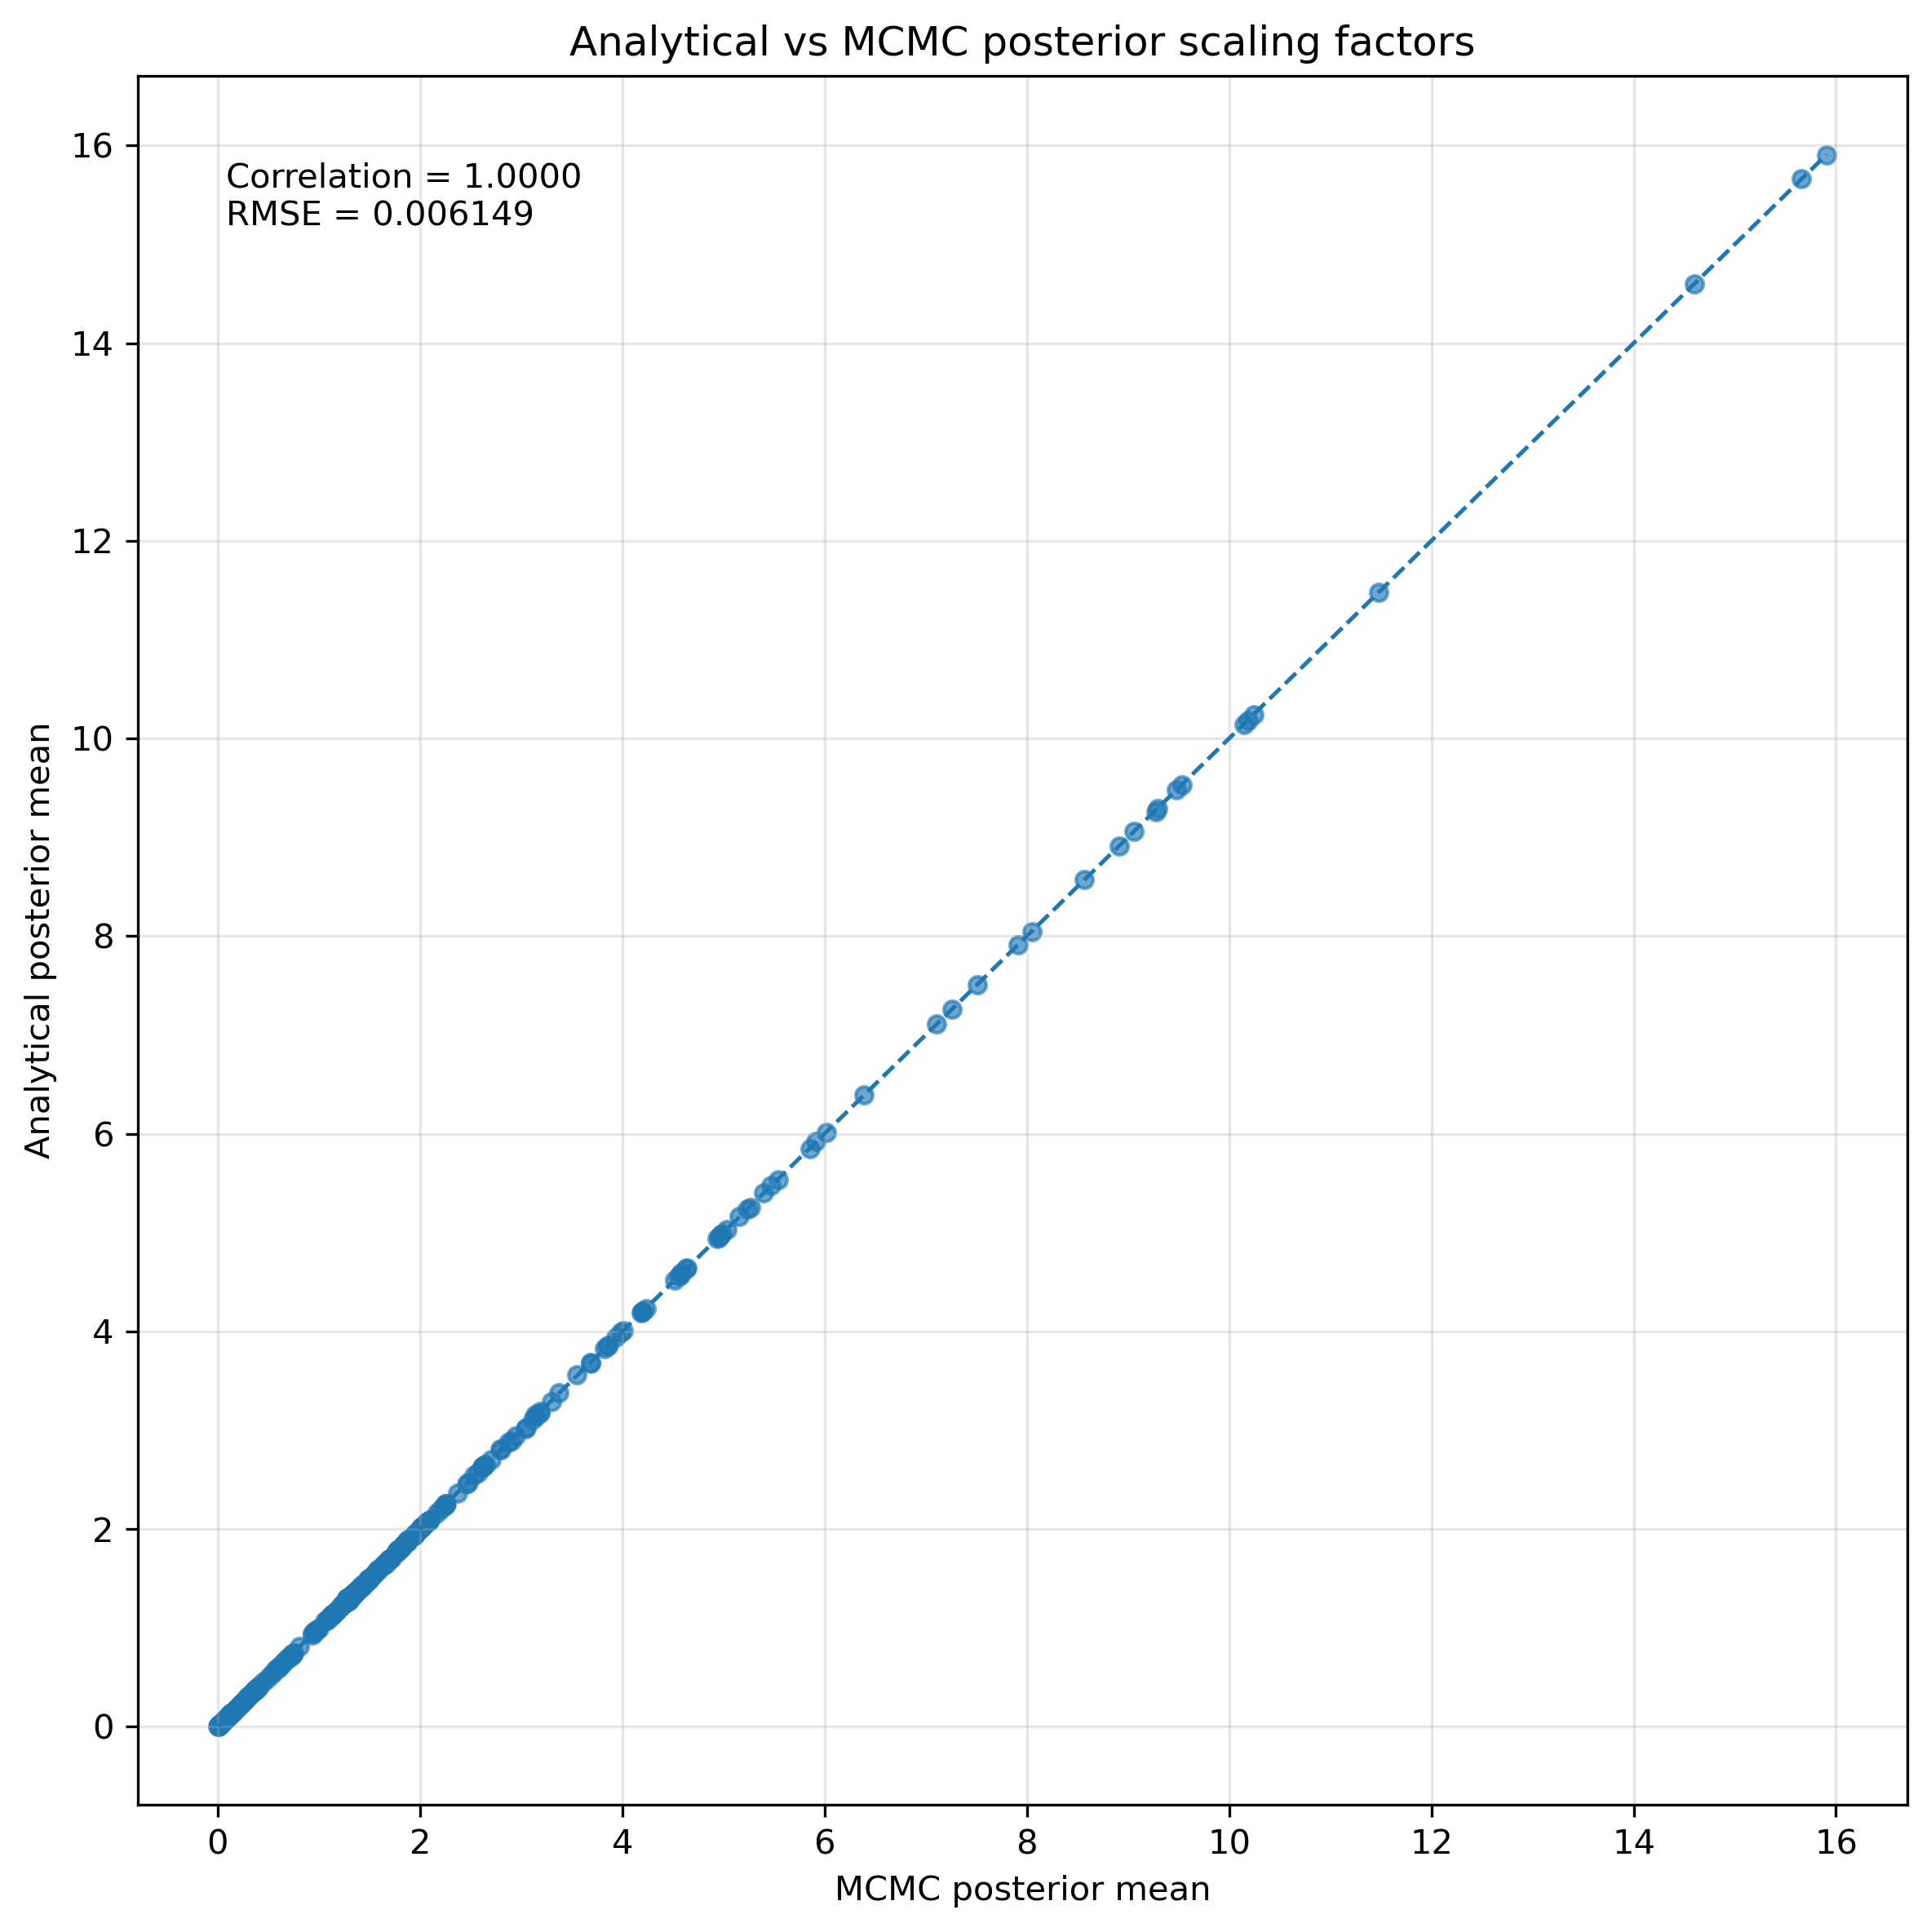 Analytical vs MCMC posterior scaling factors
Correlation = 1.0000
RMSE = 0.006149
16
14
12
10
8
6
4
2
0
Analytical posterior mean
0 2 4 6 8 10 12 14 16
MCMC posterior mean